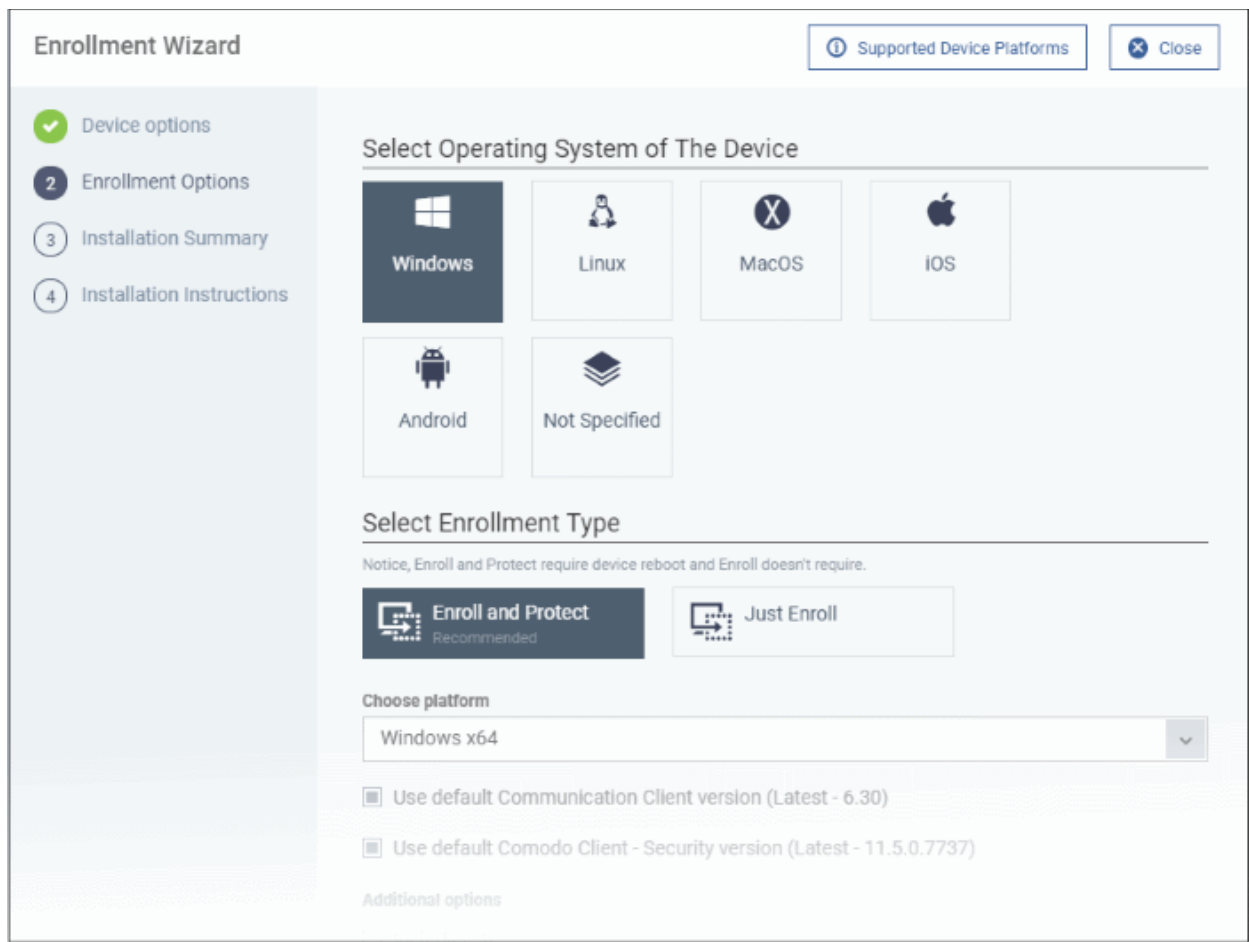 Enrollment Wizard
Supported Device Platforms
Close
Device options
2 Enrollment Options
3 Installation Summary
4 Installation Instructions
Select Operating System of The Device
Windows
Linux
X
MacOS
iOS
Android
Not Specified
Select Enrollment Type
Notice, Enroll and Protect require device reboot and Enroll doesn't require.
Enroll and Protect
Recommended
Just Enroll
Choose platform
Windows x64
Use default Communication Client version (Latest - 6.30)
Use default Comodo Client - Security version (Latest - 11.5.0.7737)
Additional options